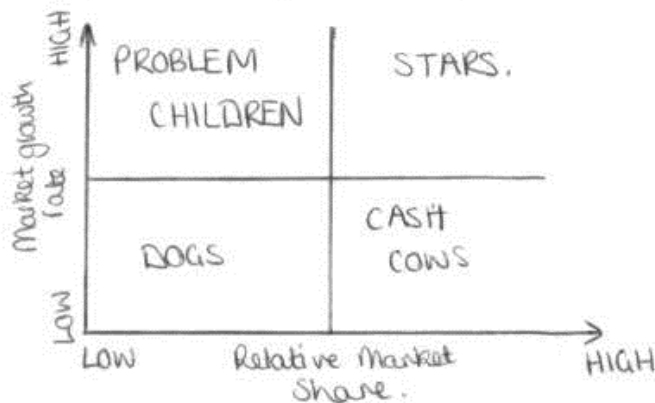 HIGH
PROBLEM
CHILDREN
STARS.
Market growth
rate
DOGS
CASH
COWS
LOW
LOW
Relative Market
Share.
HIGH